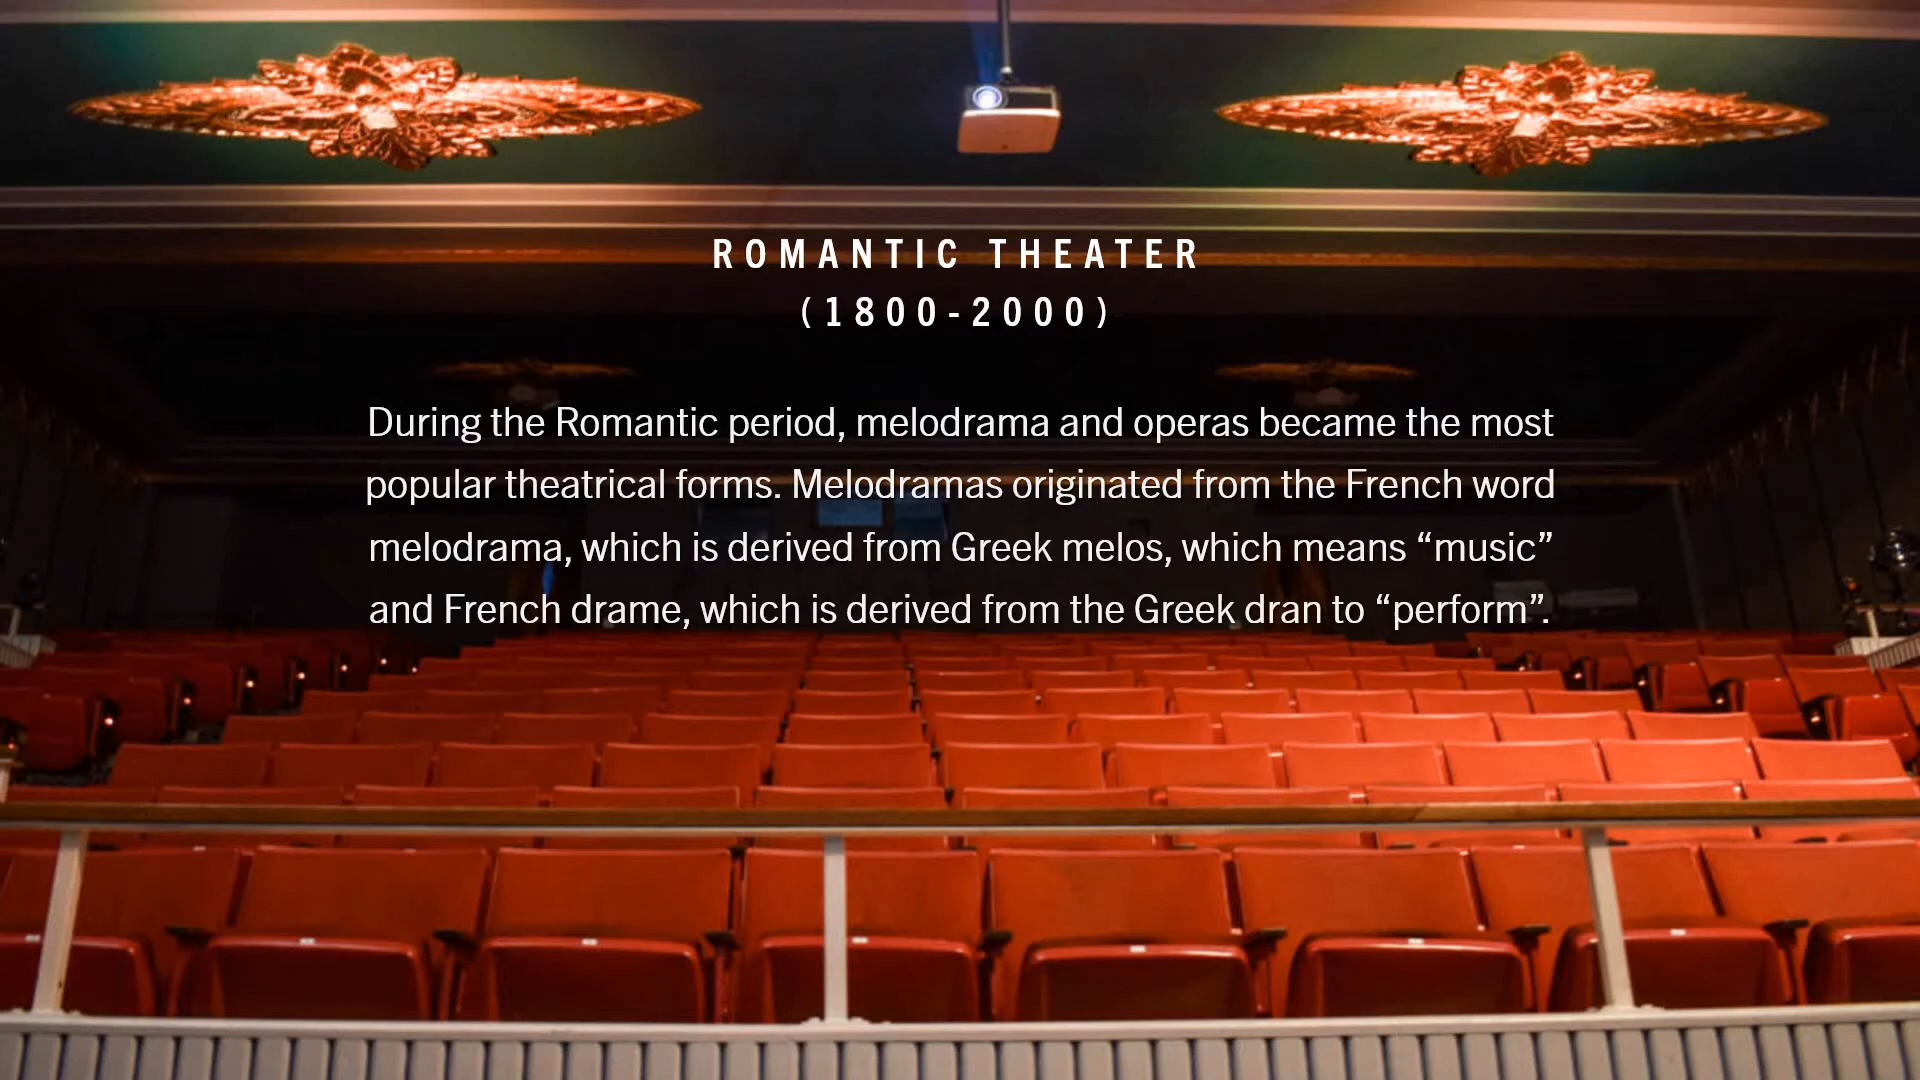 ROMANTIC THEATER
(1800-2000)
During the Romantic period, melodrama and operas became the most
popular theatrical forms. Melodramas originated from the French word
melodrama, which is derived from Greek melos, which means “music”
and French drame, which is derived from the Greek dran to “perform”.